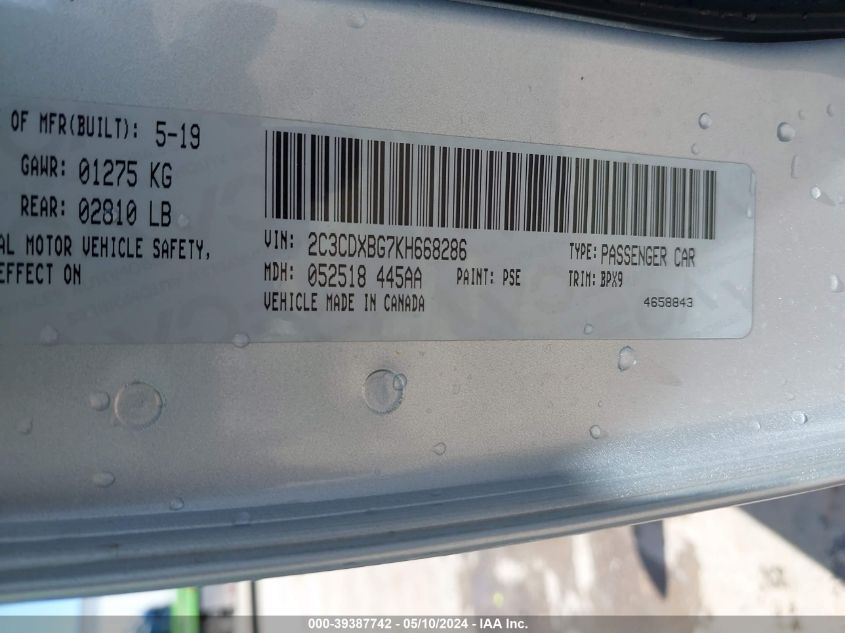 OF MFR(BUILT): 5-19
GAWR: 01275 KG
REAR: 02810 LB
MOTOR VEHICLE SAFETY,
EFFECT ON
VIN: 2C3CDXBG7KH668286 TYPE: PASSENGER CAR
MDH: 052518 445AA PAINT: PSE TRIM: BPX9
VEHICLE MADE IN CANADA 4658843
000-39387742 - 05/10/2024 - IAA Inc.